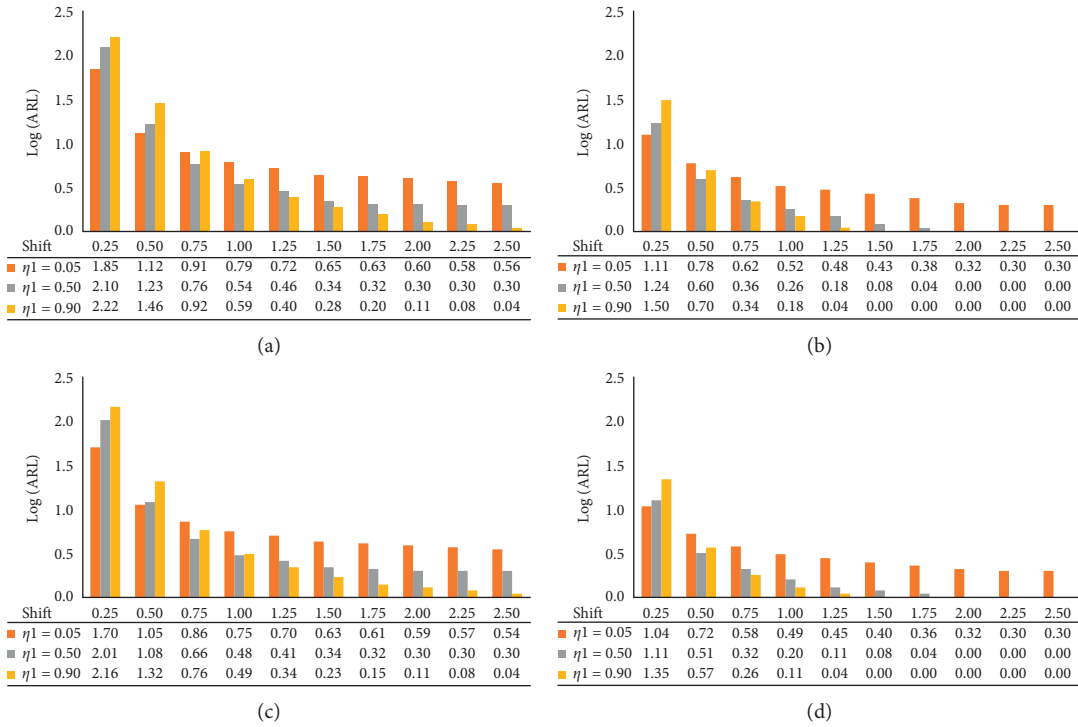 2.5
2.0
1.5
1.0
0.5
0.0
Log (ARL)
Shift 0.25 0.50 0.75 1.00 1.25 1.50 1.75 2.00 2.25 2.50
η1 = 0.05 1.85 1.12 0.91 0.79 0.72 0.65 0.63 0.60 0.58 0.56
η1 = 0.50 2.10 1.23 0.76 0.54 0.46 0.34 0.32 0.30 0.30 0.30
η1 = 0.90 2.22 1.46 0.92 0.59 0.40 0.28 0.20 0.11 0.08 0.04
(a)
2.5
2.0
1.5
1.0
0.5
0.0
Log (ARL)
Shift 0.25 0.50 0.75 1.00 1.25 1.50 1.75 2.00 2.25 2.50
η1 = 0.05 1.11 0.78 0.62 0.52 0.48 0.43 0.38 0.32 0.30 0.30
η1 = 0.50 1.24 0.60 0.36 0.26 0.18 0.08 0.04 0.00 0.00 0.00
η1 = 0.90 1.50 0.70 0.34 0.18 0.04 0.00 0.00 0.00 0.00 0.00
(b)
2.5
2.0
1.5
1.0
0.5
0.0
Log (ARL)
Shift 0.25 0.50 0.75 1.00 1.25 1.50 1.75 2.00 2.25 2.50
η1 = 0.05 1.70 1.05 0.86 0.75 0.70 0.63 0.61 0.59 0.57 0.54
η1 = 0.50 2.01 1.08 0.66 0.48 0.41 0.34 0.32 0.30 0.30 0.30
η1 = 0.90 2.16 1.32 0.76 0.49 0.34 0.23 0.15 0.11 0.08 0.04
(c)
2.5
2.0
1.5
1.0
0.5
0.0
Log (ARL)
Shift 0.25 0.50 0.75 1.00 1.25 1.50 1.75 2.00 2.25 2.50
η1 = 0.05 1.04 0.72 0.58 0.49 0.45 0.40 0.36 0.32 0.30 0.30
η1 = 0.50 1.11 0.51 0.32 0.20 0.11 0.08 0.04 0.00 0.00 0.00
η1 = 0.90 1.35 0.57 0.26 0.11 0.04 0.00 0.00 0.00 0.00 0.00
(d)